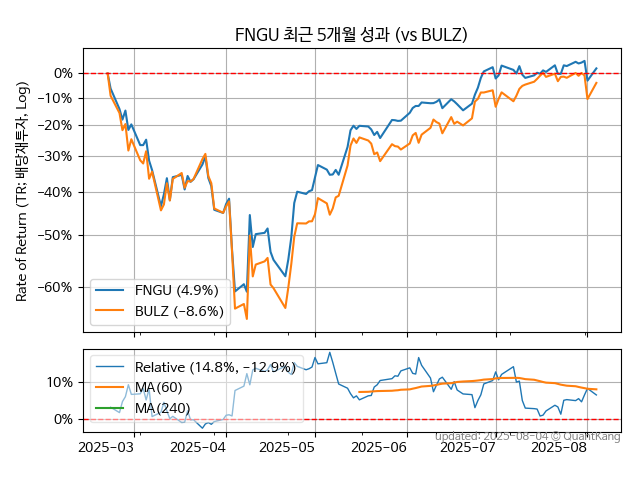 FNGU 최근 5개월 성과 (vs BULZ)
Rate of Return (TR; 배당재투자, Log)
0%
−10%
−20%
−30%
−40%
−50%
−60%
FNGU (4.9%)
BULZ (−8.6%)
10%
0%
Relative (14.8%, −12.9%)
MA(60)
MA(240)
2025−03
2025−04
2025−05
2025−06
2025−07
2025−08
updated: 2025-08-04 © QuantKang